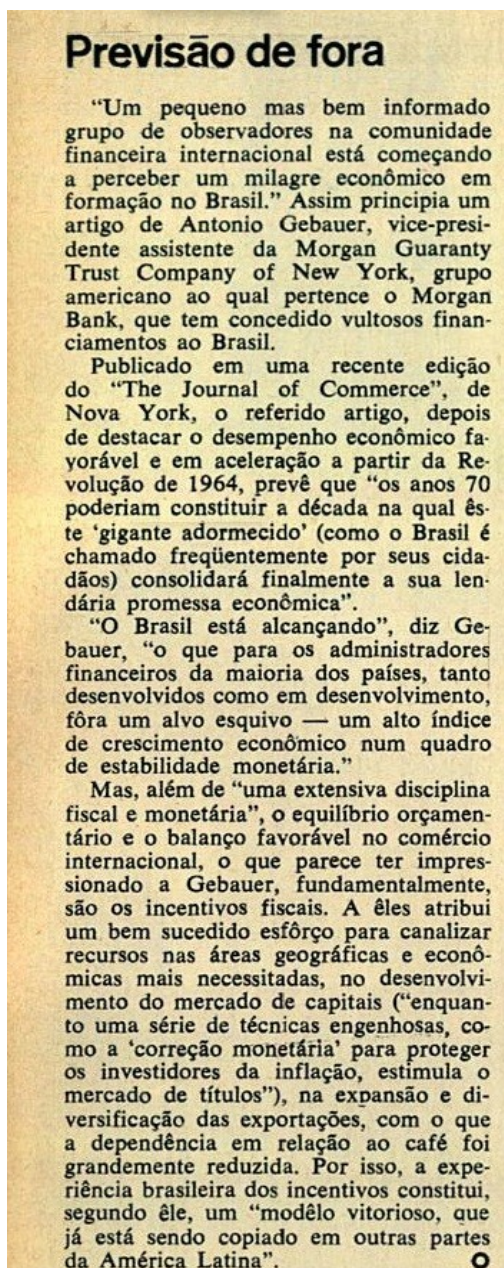 Previsão de fora
“Um pequeno mas bem informado
grupo de observadores na comunidade
financeira internacional está começando
a perceber um milagre econômico em
formação no Brasil.” Assim principia um
artigo de Antonio Gebauer, vice-presi-
dente assistente da Morgan Guaranty
Trust Company of New York, grupo
americano ao qual pertence o Morgan
Bank, que tem concedido vultosos finan-
ciamentos ao Brasil.
Publicado em uma recente edição
do “The Journal of Commerce”, de
Nova York, o referido artigo, depois
de destacar o desempenho econômico fa-
vorável e em aceleração a partir da Re-
volução de 1964, prevê que “os anos 70
poderiam constituir a década na qual ês-
te ‘gigante adormecido’ (como o Brasil é
chamado freqüentemente por seus cida-
dãos) consolidará finalmente a sua len-
dária promessa econômica”.
“O Brasil está alcançando”, diz Ge-
bauer, “o que para os administradores
financeiros da maioria dos países, tanto
desenvolvidos como em desenvolvimento,
fôra um alvo esquivo — um alto índice
de crescimento econômico num quadro
de estabilidade monetária.”
Mas, além de “uma extensiva disciplina
fiscal e monetária”, o equilíbrio orçamen-
tário e o balanço favorável no comércio
internacional, o que parece ter impres-
sionado a Gebauer, fundamentalmente,
são os incentivos fiscais. A êles atribui
um bem sucedido esfôrço para canalizar
recursos nas áreas geográficas e econô-
micas mais necessitadas, no desenvolvi-
mento do mercado de capitais (“enquan-
to uma série de técnicas engenhosas, co-
mo a ‘correção monetária’ para proteger
os investidores da inflação, estimula o
mercado de títulos”), na expansão e di-
versificação das exportações, com o que
a dependência em relação ao café foi
grandemente reduzida. Por isso, a expe-
riência brasileira dos incentivos constitui,
segundo êle, um “modêlo vitorioso, que
já está sendo copiado em outras partes
da América Latina”.